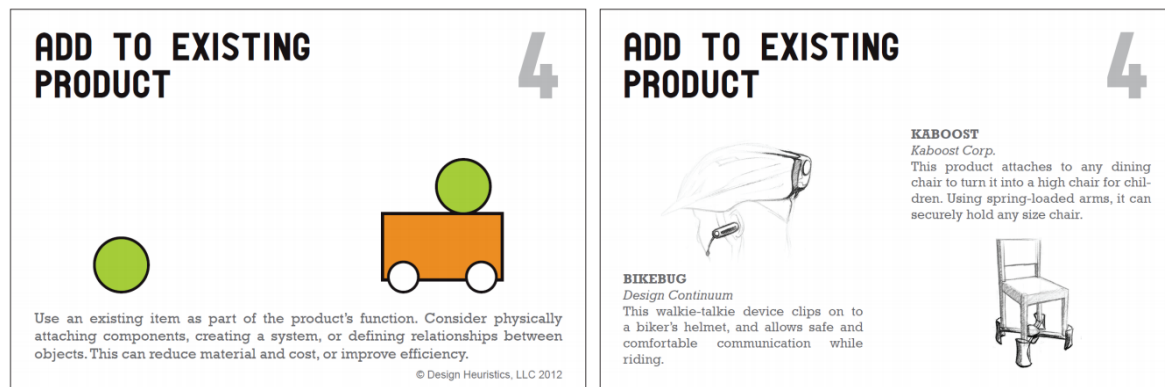 ADD TO EXISTING
PRODUCT
4
Use an existing item as part of the product's function. Consider physically
attaching components, creating a system, or defining relationships between
objects. This can reduce material and cost, or improve efficiency.
© Design Heuristics, LLC 2012
ADD TO EXISTING
PRODUCT
4
BIKEBUG
Design Continuum
This walkie-talkie device clips on to
a biker's helmet, and allows safe and
comfortable communication while
riding.
KABOOST
Kaboost Corp.
This product attaches to any dining
chair to turn it into a high chair for chil-
dren. Using spring-loaded arms, it can
securely hold any size chair.